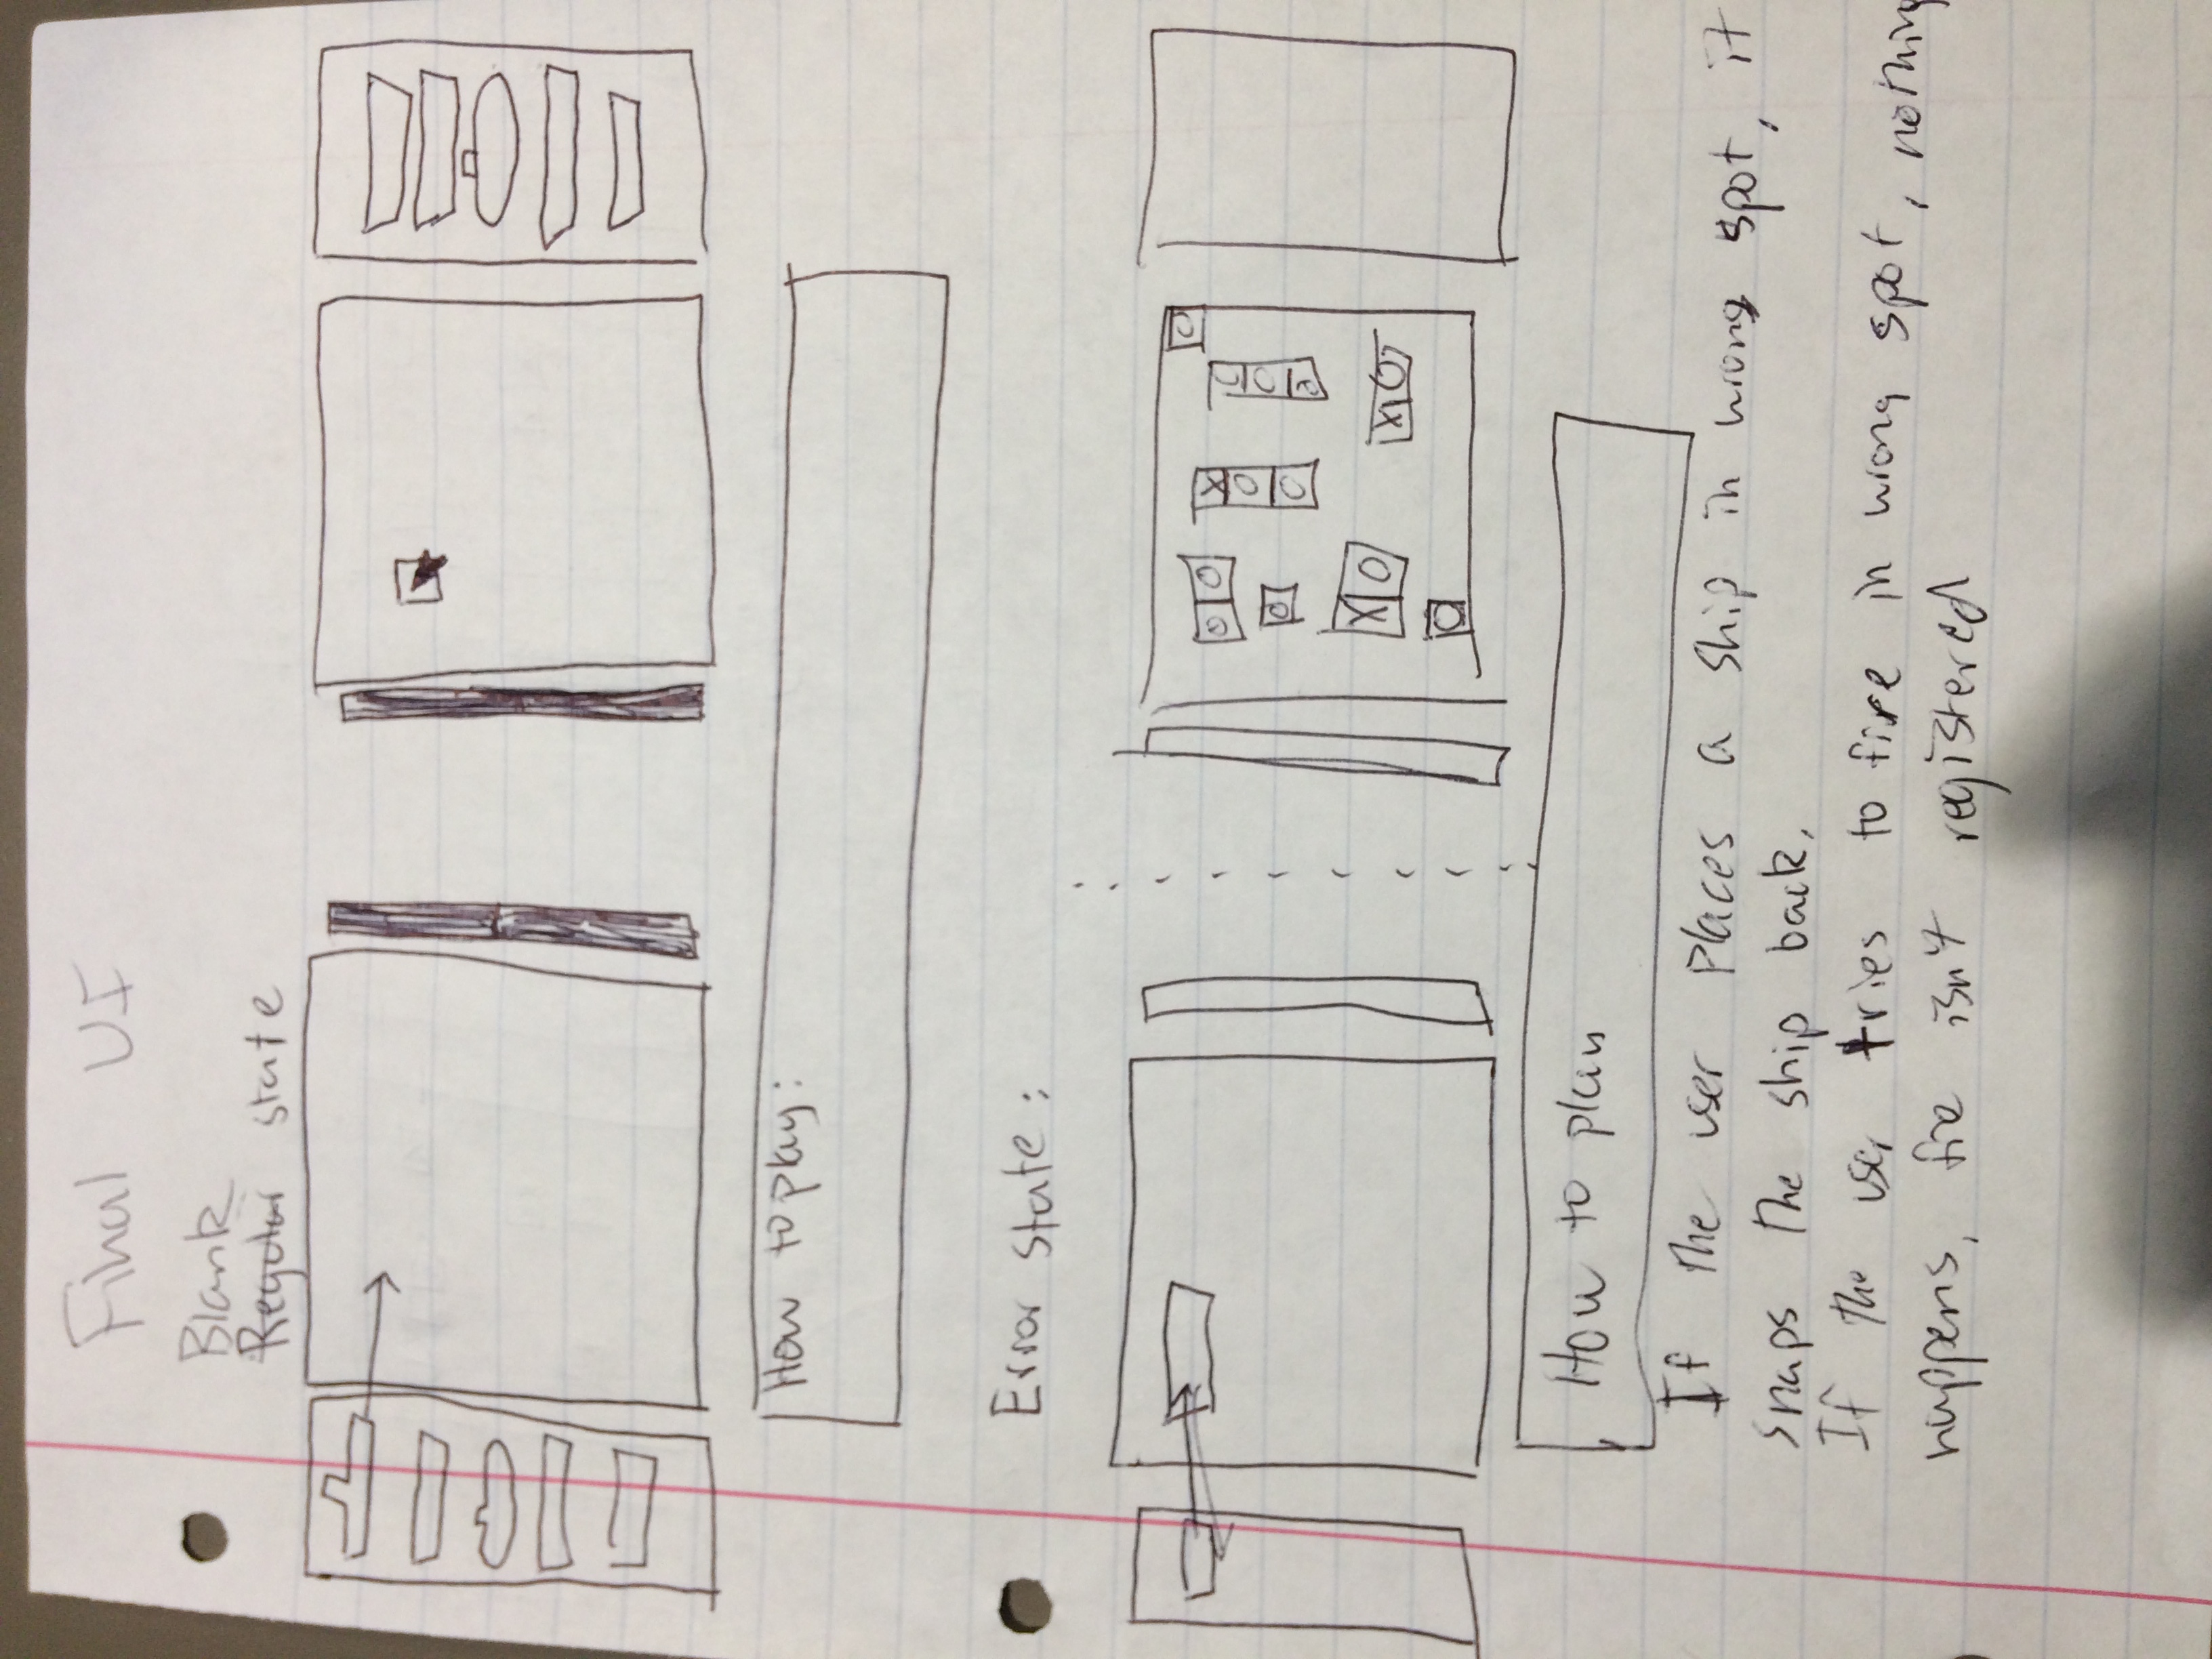 Final UI
Blank
Regular state
How to play:
Error state:
O O
X
O
O
O
O
O
X O
X O
O
How to plan
If the user places a ship in wrong spot, it
snaps the ship back.
If the user tries to fire in wrong spot, nothing
happens, fire isn't registered